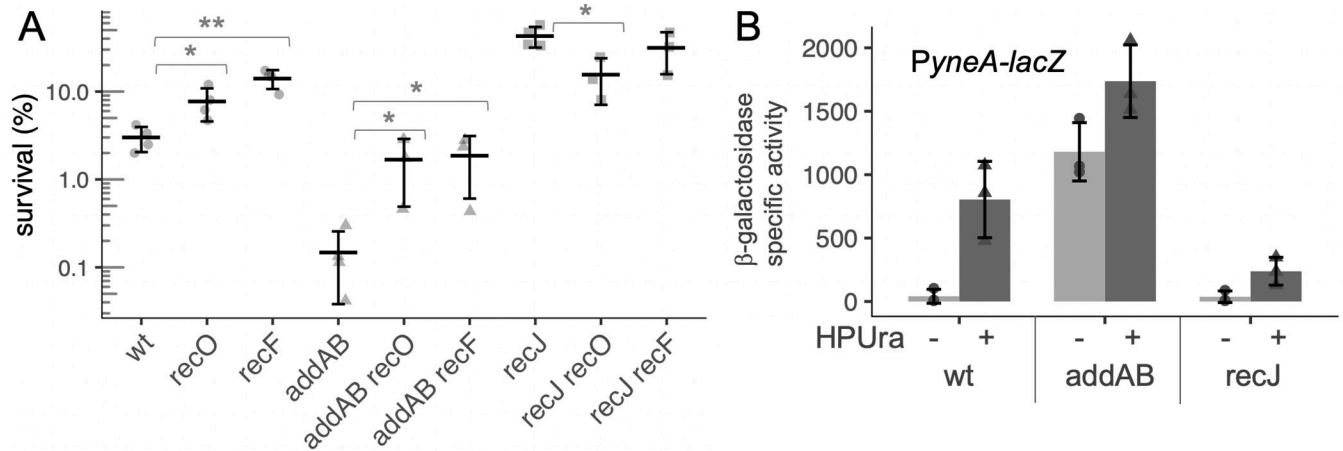 A
survival (%)
10.0
1.0
0.1
**
*
*
*
*
wt
recO
recF
addAB
addAB recO
addAB recF
recJ
recJ recO
recJ recF
B
PyneA-lacZ
β-galactosidase
specific activity
2000
1500
1000
500
0
HPUra - + - + - +
wt addAB recJ